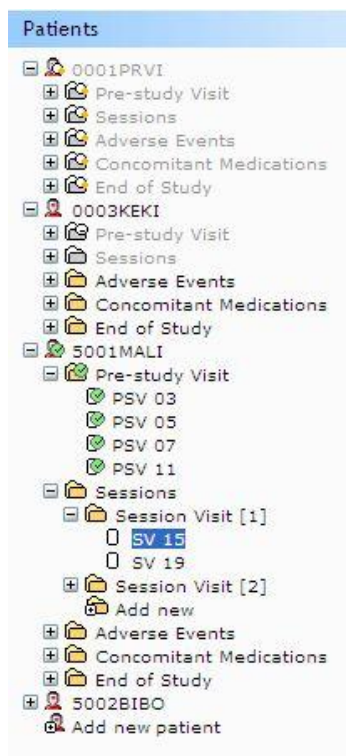 Patients
0001PRVI
Pre-study Visit
Sessions
Adverse Events
Concomitant Medications
End of Study
0003KEKI
Pre-study Visit
Sessions
Adverse Events
Concomitant Medications
End of Study
5001MALI
Pre-study Visit
PSV 03
PSV 05
PSV 07
PSV 11
Sessions
Session Visit [1]
SV 15
SV 19
Session Visit [2]
Add new
Adverse Events
Concomitant Medications
End of Study
5002BIBO
Add new patient